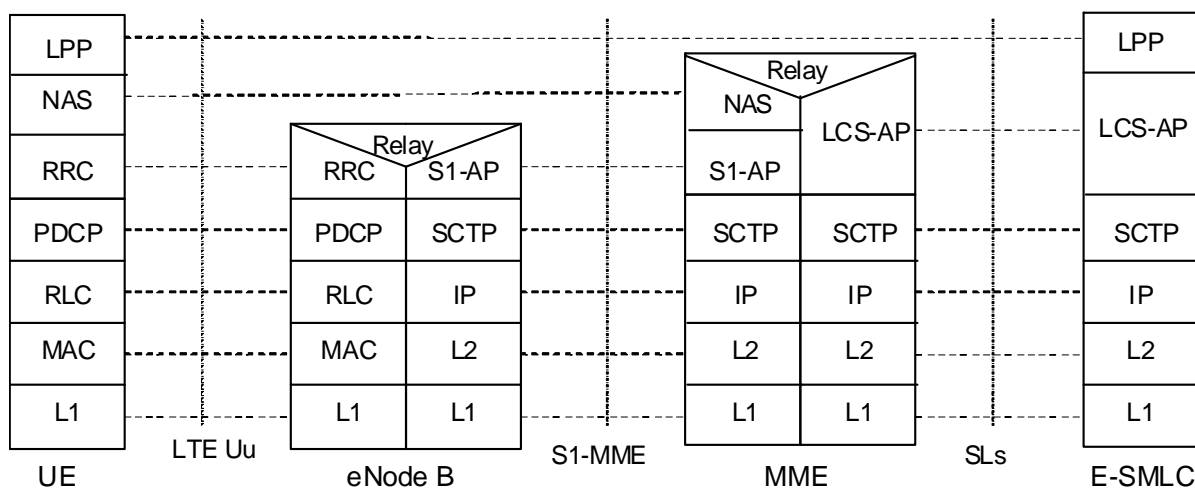 LPP
LPP
Relay
NAS
NAS
LCS-AP
LCS-AP
Relay
RRC
RRC
S1-AP
S1-AP
PDCP
PDCP
SCTP
SCTP
SCTP
SCTP
RLC
RLC
IP
IP
IP
IP
MAC
MAC
L2
L2
L2
L2
L1
L1
L1
L1
L1
L1
LTE Uu
S1-MME
SLs
UE
eNode B
MME
E-SMLC